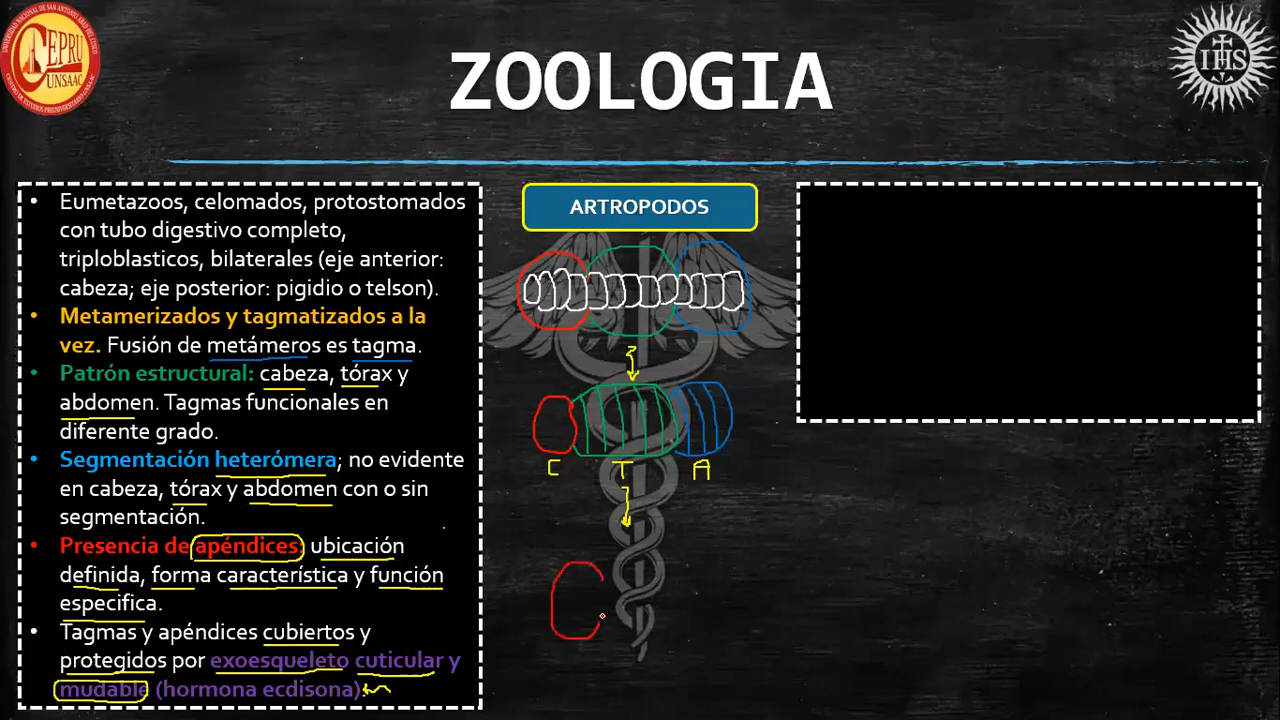 CEPRU
UNSAAC
IHS
ZOOLOGIA
• Eumetazoos, celomados, protostomados
con tubo digestivo completo,
triploblasticos, bilaterales (eje anterior:
cabeza; eje posterior: pigidio o telson).
• Metamerizados y tagmatizados a la
vez. Fusión de metámeros es tagma.
• Patrón estructural: cabeza, tórax y
abdomen. Tagmas funcionales en
diferente grado.
• Segmentación heterómera; no evidente
en cabeza, tórax y abdomen con o sin
segmentación.
• Presencia de apéndices: ubicación
definida, forma característica y función
especifica.
• Tagmas y apéndices cubiertos y
protegidos por exoesqueleto cuticular y
mudable (hormona ecdisona)
ARTROPODOS
C T A